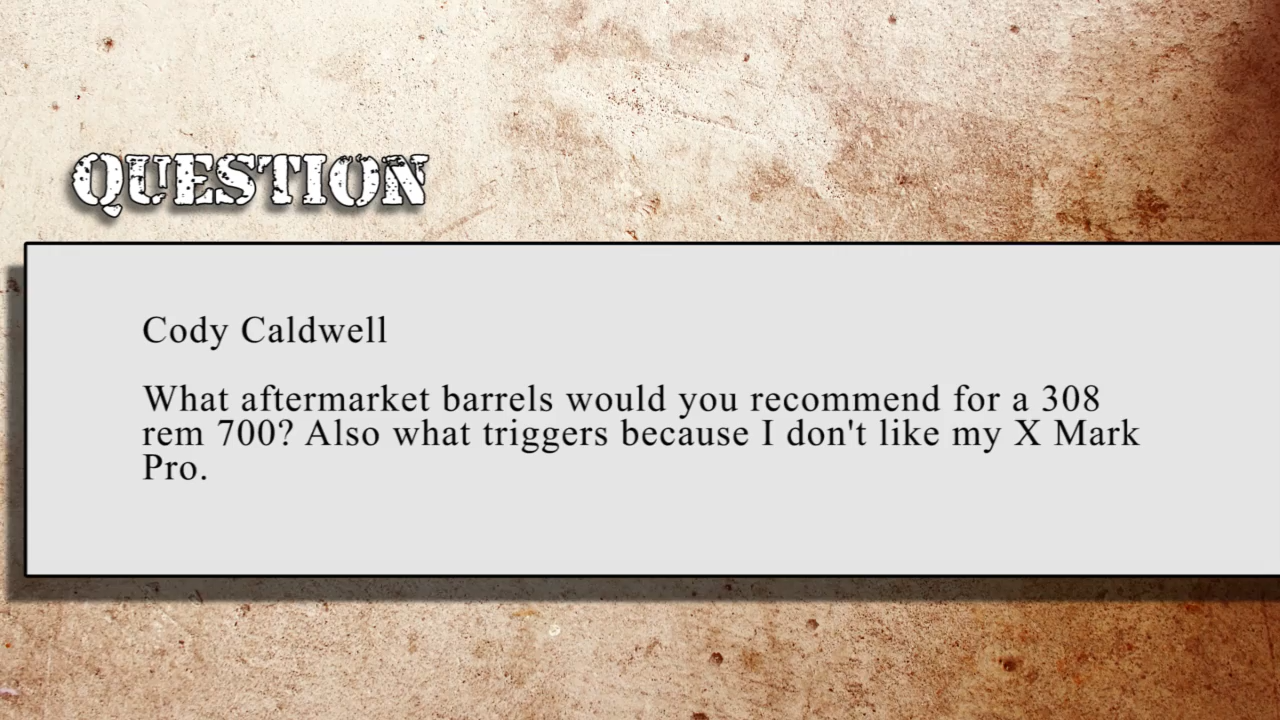 QUESTION
Cody Caldwell
What aftermarket barrels would you recommend for a 308
rem 700? Also what triggers because I don't like my X Mark
Pro.